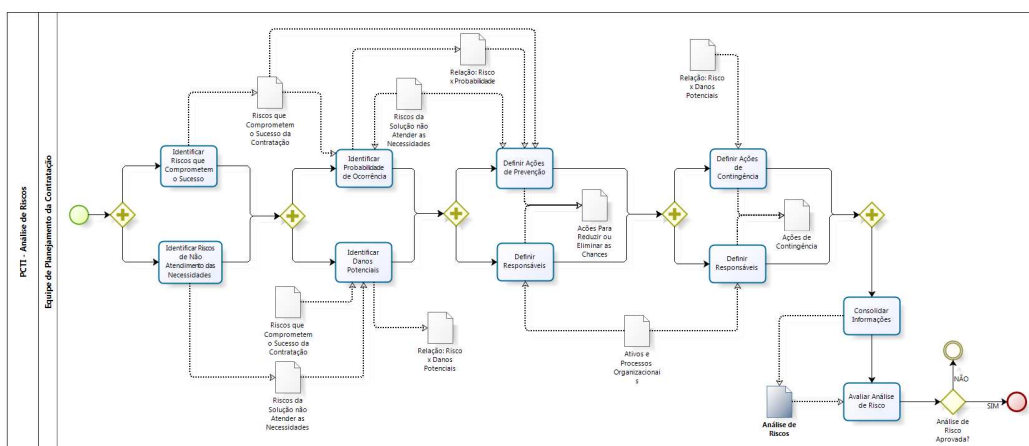 PCTI - Análise de Riscos
Equipe de Planejamento da Contratação
Identificar
Riscos que
Comprometem
o Sucesso
Identificar Riscos
de Não
Atendimento das
Necessidades
Riscos que
Comprometem
o Sucesso da
Contratação
Identificar
Probabilidade
de Ocorrência
Identificar
Danos
Potenciais
Riscos que
Comprometem
o Sucesso da
Contratação
Riscos da
Solução não
Atender as
Necessidades
Relação: Risco
x Probabilidade
Riscos da
Solução não
Atender as
Necessidades
Relação: Risco
x Danos
Potenciais
Definir Ações
de Prevenção
Definir
Responsáveis
Ações Para
Reduzir ou
Eliminar as
Chances
Ativos e
Processos
Organizacionai
s
Relação: Risco
x Danos
Potenciais
Definir Ações
de
Contingência
Definir
Responsáveis
Ações de
Contingência
Consolidar
Informações
Análise de
Riscos
Avaliar Análise
de Risco
NÃO
SIM
Análise de
Risco
Aprovada?